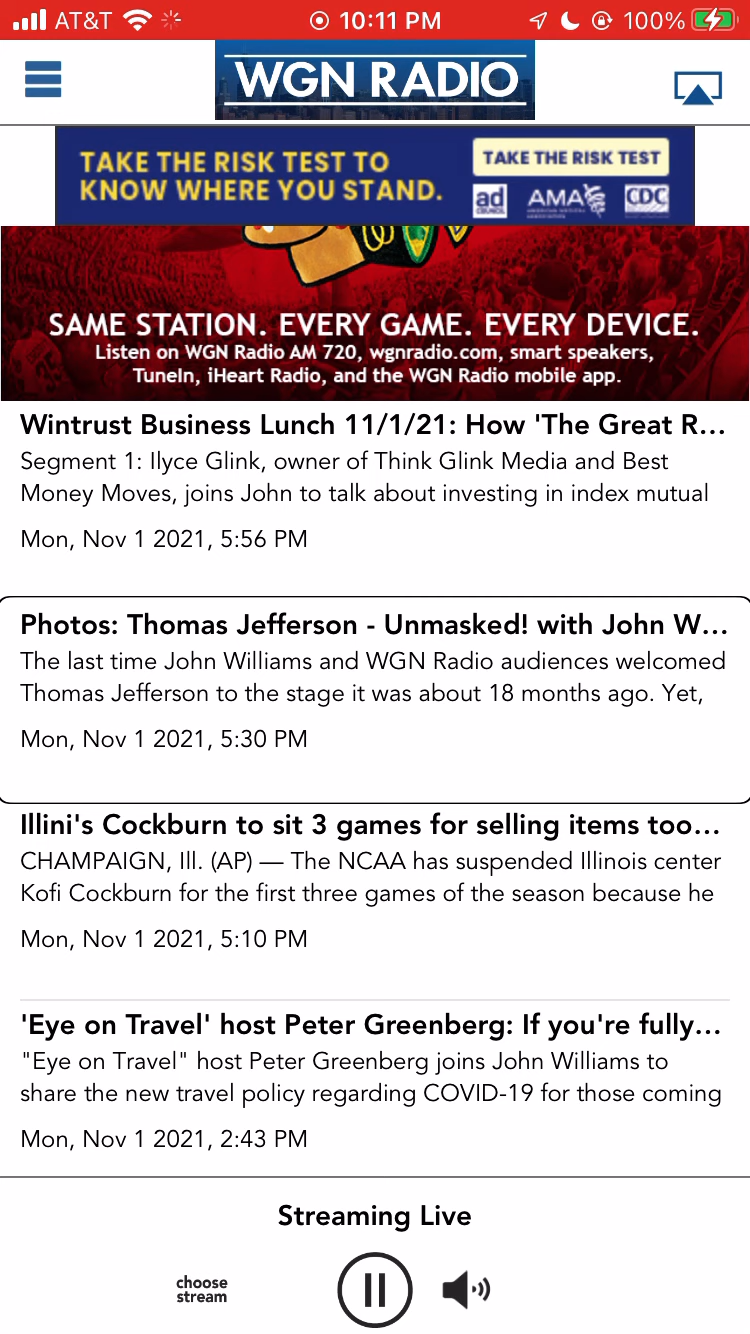 AT&T 10:11 PM 100%
WGN RADIO
TAKE THE RISK TEST TO
KNOW WHERE YOU STAND.
TAKE THE RISK TEST
ad
COUNCIL
AMA
AMERICAN MEDICAL
ASSOCIATION
CDC
SAME STATION. EVERY GAME. EVERY DEVICE.
Listen on WGN Radio AM 720, wgnradio.com, smart speakers,
TuneIn, iHeart Radio, and the WGN Radio mobile app.
Wintrust Business Lunch 11/1/21: How 'The Great R...
Segment 1: Ilyce Glink, owner of Think Glink Media and Best
Money Moves, joins John to talk about investing in index mutual
Mon, Nov 1 2021, 5:56 PM
Photos: Thomas Jefferson - Unmasked! with John W...
The last time John Williams and WGN Radio audiences welcomed
Thomas Jefferson to the stage it was about 18 months ago. Yet,
Mon, Nov 1 2021, 5:30 PM
Illini's Cockburn to sit 3 games for selling items too...
CHAMPAIGN, Ill. (AP) — The NCAA has suspended Illinois center
Kofi Cockburn for the first three games of the season because he
Mon, Nov 1 2021, 5:10 PM
'Eye on Travel' host Peter Greenberg: If you're fully...
"Eye on Travel" host Peter Greenberg joins John Williams to
share the new travel policy regarding COVID-19 for those coming
Mon, Nov 1 2021, 2:43 PM
Streaming Live
choose
stream